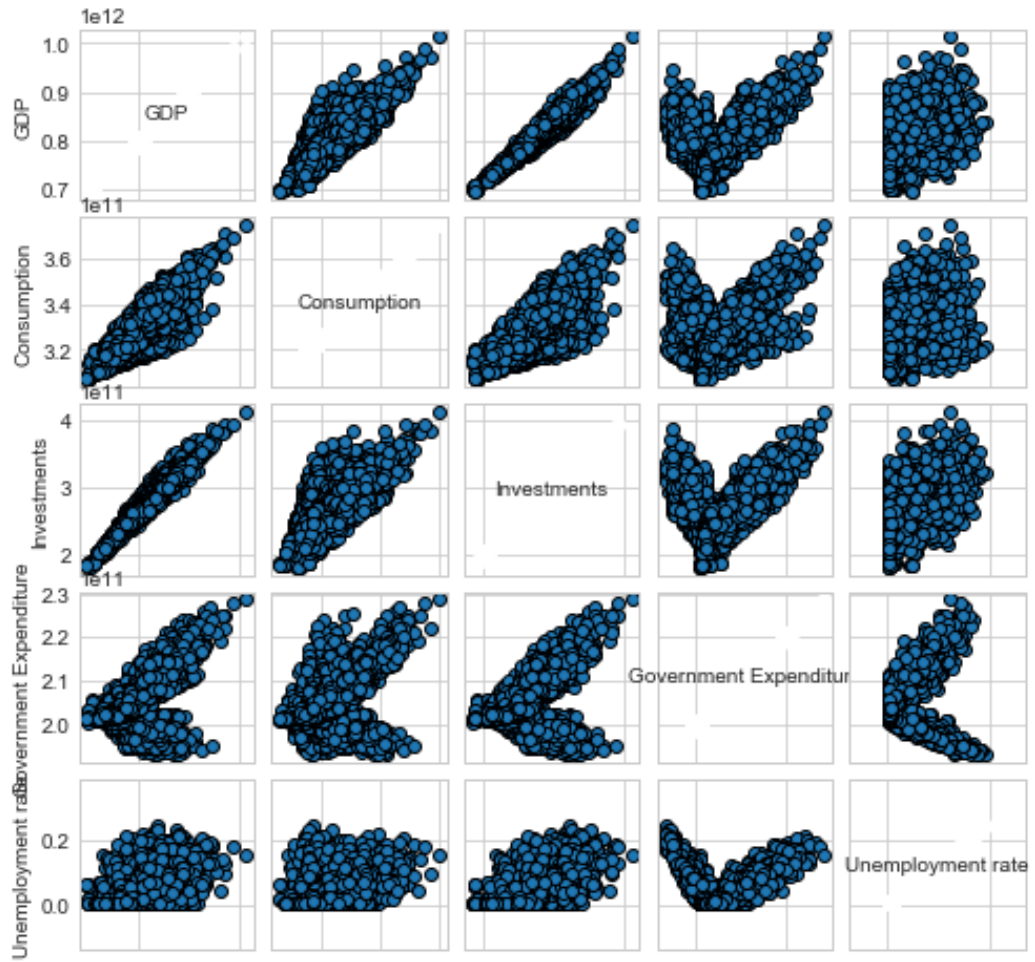 1e12
GDP
1.0
0.9
0.8
0.7
GDP
1e11
Consumption
3.6
3.4
3.2
Consumption
1e11
Investments
4
3
2
Investments
1e11
Government Expenditure
2.3
2.2
2.1
2.0
Government Expenditur
Unemployment rate
0.2
0.0
Unemployment rate